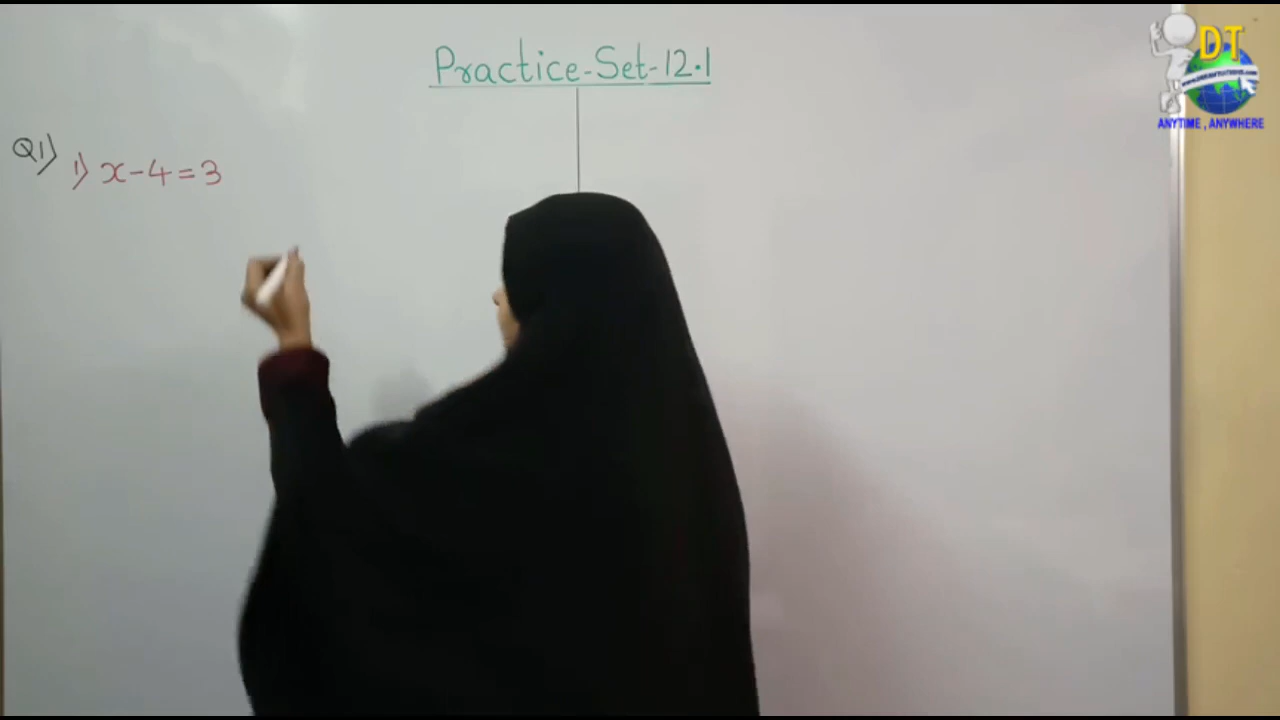 Practice-Set-12.1
Q1) 1) x-4=3
DT
ANYTIME , ANYWHERE